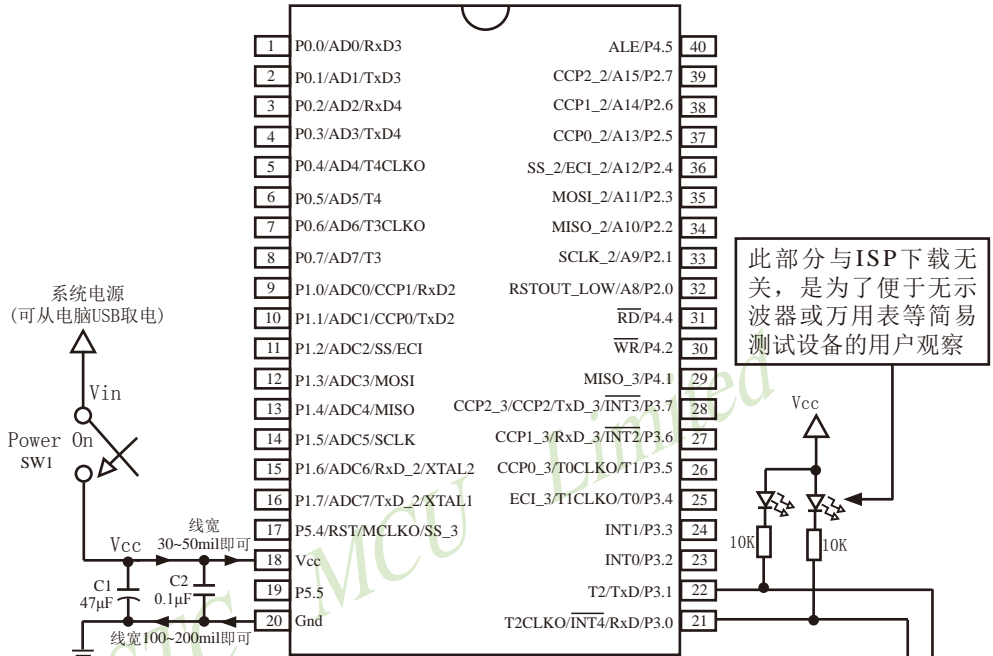 1 P0.0/AD0/RxD3
2 P0.1/AD1/TxD3
3 P0.2/AD2/RxD4
4 P0.3/AD3/TxD4
5 P0.4/AD4/T4CLKO
6 P0.5/AD5/T4
7 P0.6/AD6/T3CLKO
8 P0.7/AD7/T3
9 P1.0/ADC0/CCP1/RxD2
10 P1.1/ADC1/CCP0/TxD2
11 P1.2/ADC2/SS/ECI
12 P1.3/ADC3/MOSI
13 P1.4/ADC4/MISO
14 P1.5/ADC5/SCLK
15 P1.6/ADC6/RxD_2/XTAL2
16 P1.7/ADC7/TxD_2/XTAL1
17 P5.4/RST/MCLKO/SS_3
18 Vcc
19 P5.5
20 Gnd
ALE/P4.5 40
CCP2_2/A15/P2.7 39
CCP1_2/A14/P2.6 38
CCP0_2/A13/P2.5 37
SS_2/ECI_2/A12/P2.4 36
MOSI_2/A11/P2.3 35
MISO_2/A10/P2.2 34
SCLK_2/A9/P2.1 33
RSTOUT_LOW/A8/P2.0 32
RD/P4.4 31
WR/P4.2 30
MISO_3/P4.1 29
CCP2_3/CCP2/TxD_3/INT3/P3.7 28
CCP1_3/RxD_3/INT2/P3.6 27
CCP0_3/T0CLKO/T1/P3.5 26
ECI_3/T1CLKO/T0/P3.4 25
INT1/P3.3 24
INT0/P3.2 23
T2/TxD/P3.1 22
T2CLKO/INT4/RxD/P3.0 21
系统电源
(可从电脑USB取电)
Vin
Power On
SW1
Vcc
线宽
30~50mil即可
C1
47μF
C2
0.1μF
线宽100~200mil即可
此部分与ISP下载无
关，是为了便于无示
波器或万用表等简易
测试设备的用户观察
Vcc
10K
10K
STC MCU Limited